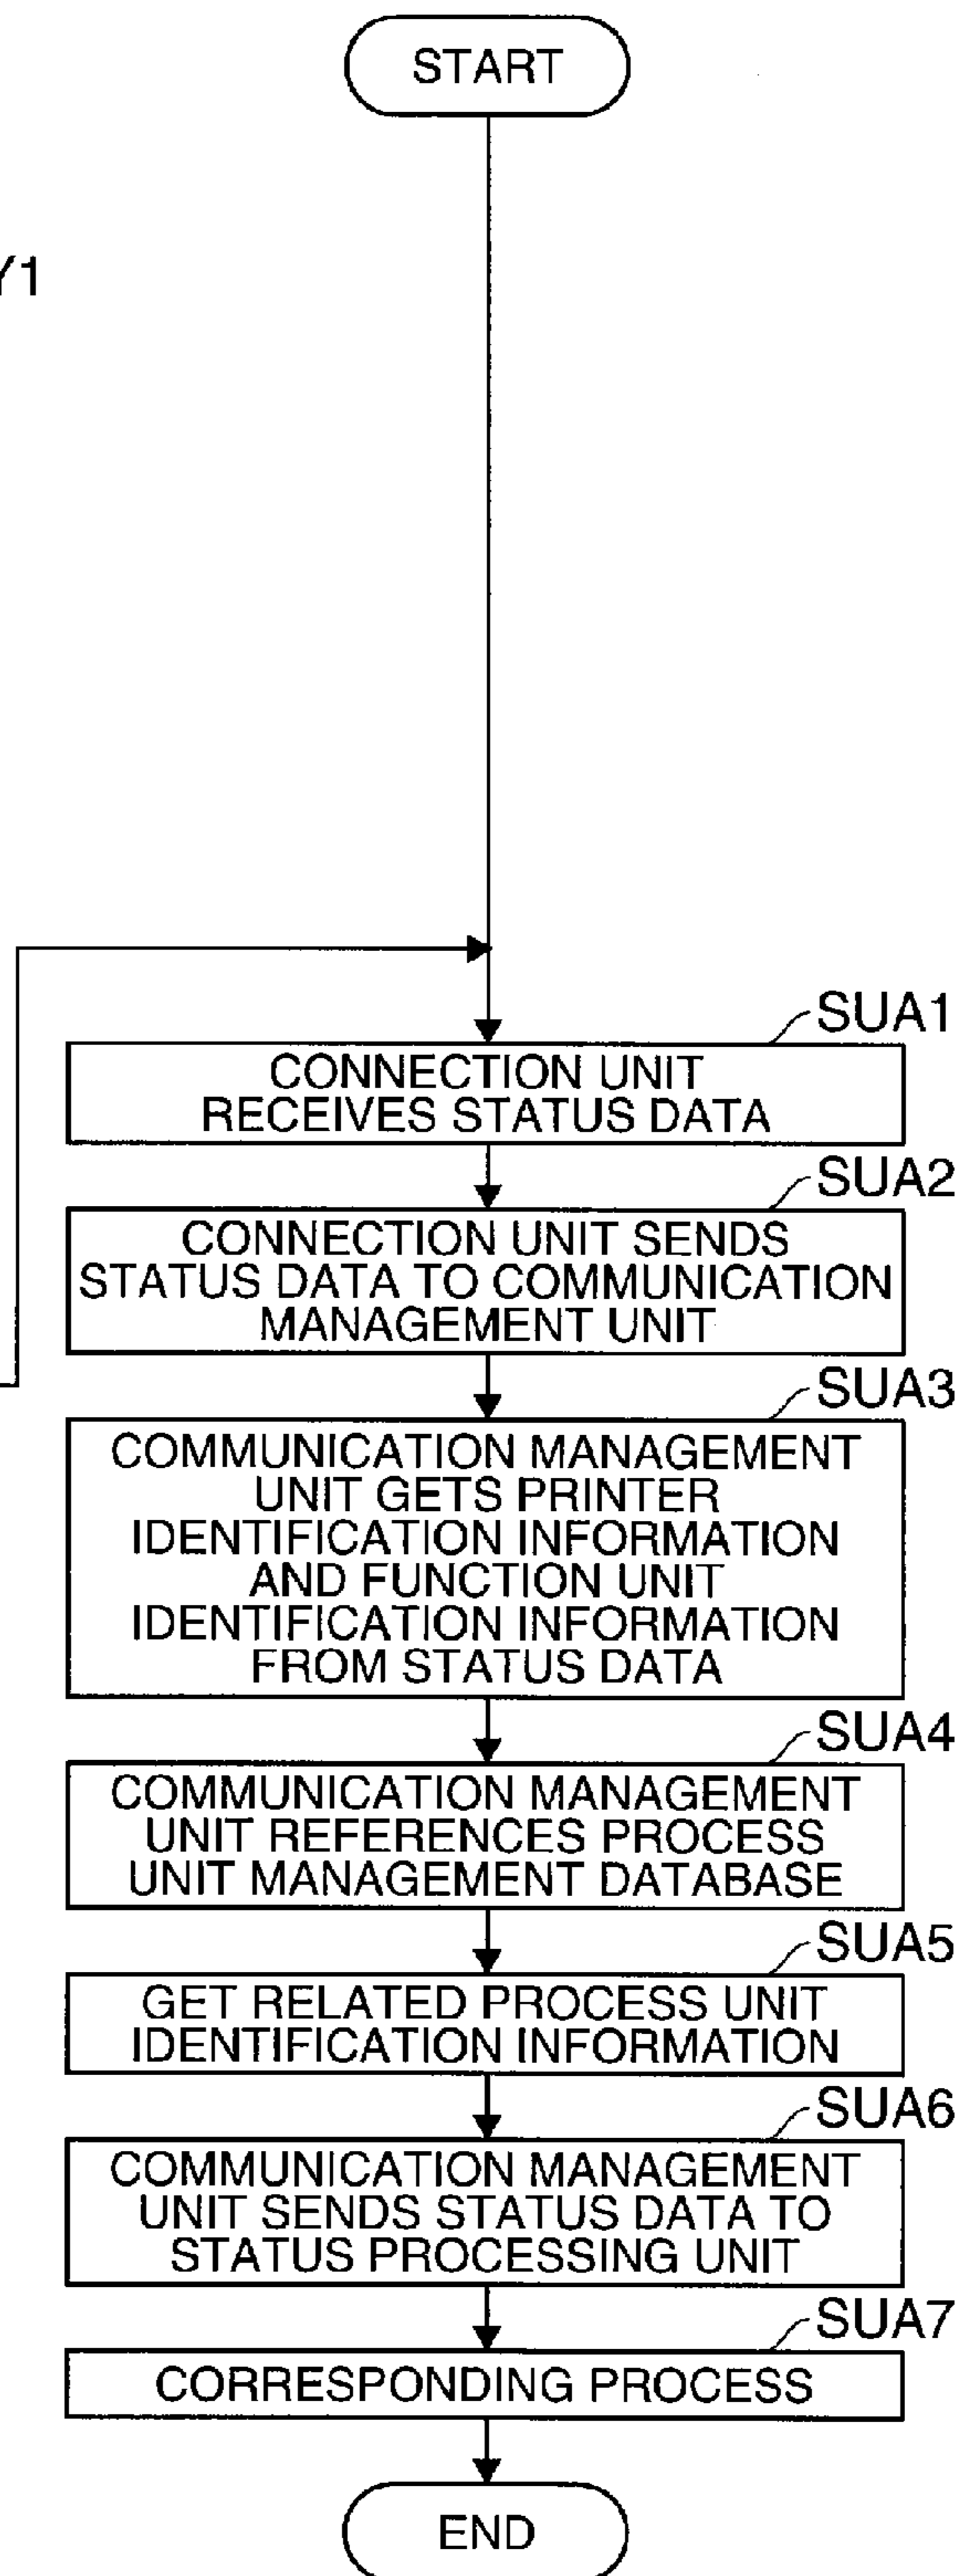 START
Y1
SUA1
CONNECTION UNIT
RECEIVES STATUS DATA
SUA2
CONNECTION UNIT SENDS
STATUS DATA TO COMMUNICATION
MANAGEMENT UNIT
SUA3
COMMUNICATION MANAGEMENT
UNIT GETS PRINTER
IDENTIFICATION INFORMATION
AND FUNCTION UNIT
IDENTIFICATION INFORMATION
FROM STATUS DATA
SUA4
COMMUNICATION MANAGEMENT
UNIT REFERENCES PROCESS
UNIT MANAGEMENT DATABASE
SUA5
GET RELATED PROCESS UNIT
IDENTIFICATION INFORMATION
SUA6
COMMUNICATION MANAGEMENT
UNIT SENDS STATUS DATA TO
STATUS PROCESSING UNIT
SUA7
CORRESPONDING PROCESS
END